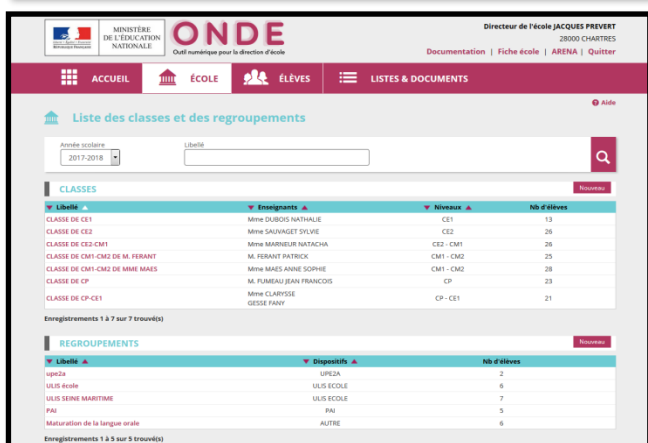 MINISTÈRE
DE L'ÉDUCATION
NATIONALE
ONDE
Outil numérique pour la direction d'école
Directeur de l'école JACQUES PREVERT
28000 CHARTRES
Documentation | Fiche école | ARENA | Quitter
ACCUEIL ÉCOLE ÉLÈVES LISTES & DOCUMENTS
Aide
Liste des classes et des regroupements
Année scolaire Libellé
2017-2018
CLASSES Nouveau
Libellé Enseignants Niveaux Nb d'élèves
CLASSE DE CE1 Mme DUBOIS NATHALIE CE1 13
CLASSE DE CE2 Mme SAUVAGET SYLVIE CE2 26
CLASSE DE CE2-CM1 Mme MARNEUR NATACHA CE2 - CM1 26
CLASSE DE CM1-CM2 DE M. FERANT M. FERANT PATRICK CM1 - CM2 25
CLASSE DE CM1-CM2 DE MME MAES Mme MAES ANNE SOPHIE CM1 - CM2 28
CLASSE DE CP M. FUMEAU JEAN FRANCOIS CP 23
CLASSE DE CP-CE1 Mme CLARYSSE GESSE FANY CP - CE1 21
Enregistrements 1 à 7 sur 7 trouvé(s)
REGROUPEMENTS Nouveau
Libellé Dispositifs Nb d'élèves
upe2a UPE2A 2
ULIS école ULIS ECOLE 6
ULIS SEINE MARITIME ULIS ECOLE 7
PAI PAI 5
Maturation de la langue orale AUTRE 6
Enregistrements 1 à 5 sur 5 trouvé(s)